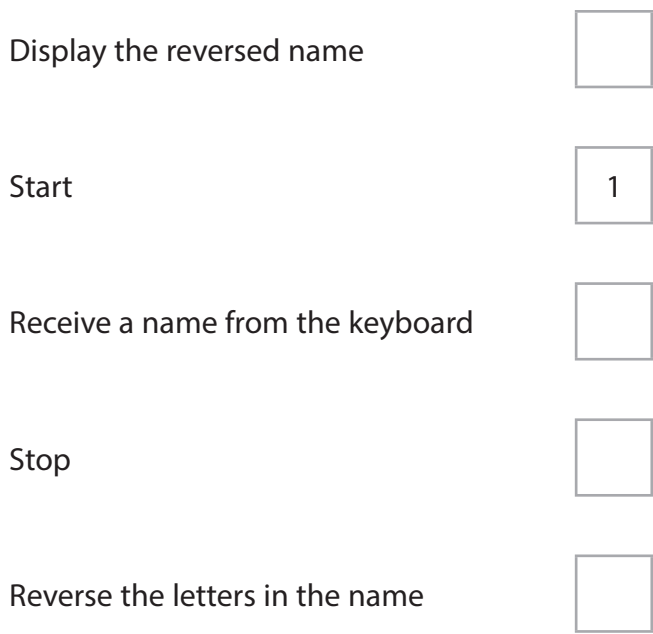 Display the reversed name
Start 1
Receive a name from the keyboard
Stop
Reverse the letters in the name